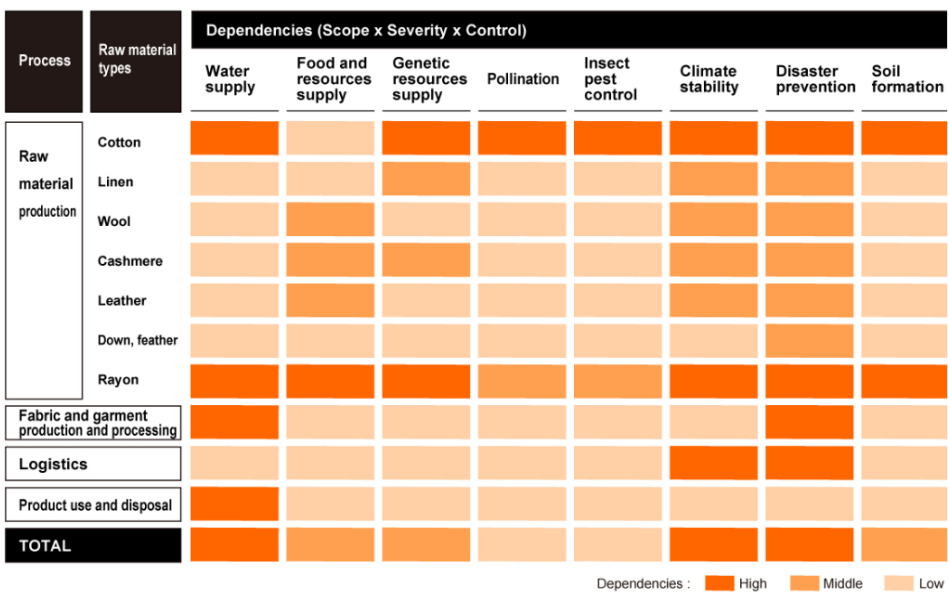 Process
Raw material
types
Dependencies (Scope x Severity x Control)
Water
supply
Food and
resources
supply
Genetic
resources
supply
Pollination
Insect
pest
control
Climate
stability
Disaster
prevention
Soil
formation
Raw
material
production
Cotton
Linen
Wool
Cashmere
Leather
Down, feather
Rayon
Fabric and garment
production and processing
Logistics
Product use and disposal
TOTAL
Dependencies : High Middle Low